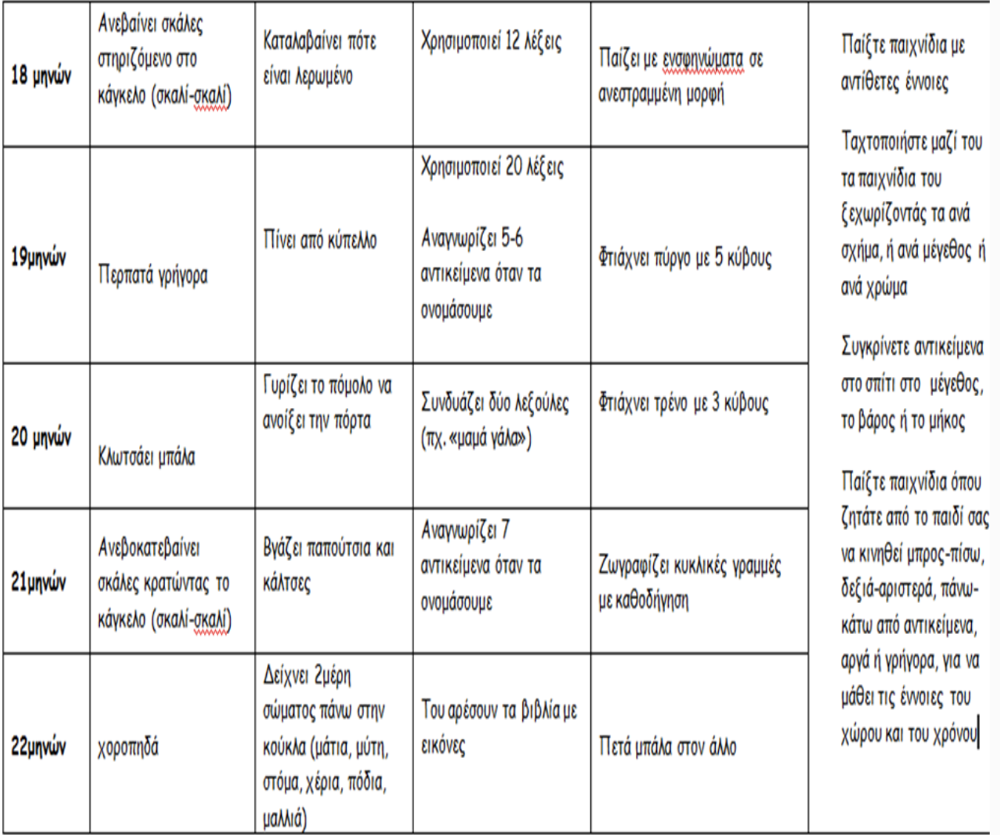 18 μηνών
Ανεβαίνει σκάλες
στηριζόμενο στο
κάγκελο (σκαλί-σκαλί)
Καταλαβαίνει πότε
είναι λερωμένο
Χρησιμοποιεί 12 λέξεις
Παίζει με ενσφηνώματα σε
ανεστραμμένη μορφή
19μηνών
Περπατά γρήγορα
Πίνει από κύπελλο
Χρησιμοποιεί 20 λέξεις
Αναγνωρίζει 5-6
αντικείμενα όταν τα
ονομάσουμε
Φτιάχνει πύργο με 5 κύβους
20 μηνών
Κλωτσάει μπάλα
Γυρίζει το πόμολο να
ανοίξει την πόρτα
Συνδυάζει δύο λεξούλες
(πχ. «μαμά γάλα»)
Φτιάχνει τρένο με 3 κύβους
21μηνών
Ανεβοκατεβαίνει
σκάλες κρατώντας το
κάγκελο (σκαλί-σκαλί)
Βγάζει παπούτσια και
κάλτσες
Αναγνωρίζει 7
αντικείμενα όταν τα
ονομάσουμε
Ζωγραφίζει κυκλικές γραμμές
με καθοδήγηση
22μηνών
χοροπηδά
Δείχνει 2μέρη
σώματος πάνω στην
κούκλα (μάτια, μύτη,
στόμα, χέρια, πόδια,
μαλλιά)
Του αρέσουν τα βιβλία με
εικόνες
Πετά μπάλα στον άλλο
Παίξτε παιχνίδια με
αντίθετες έννοιες
Ταχτοποιήστε μαζί του
τα παιχνίδια του
ξεχωρίζοντάς τα ανά
σχήμα, ή ανά μέγεθος ή
ανά χρώμα
Συγκρίνετε αντικείμενα
στο σπίτι στο μέγεθος,
το βάρος ή το μήκος
Παίξτε παιχνίδια όπου
ζητάτε από το παιδί σας
να κινηθεί μπρος-πίσω,
δεξιά-αριστερά, πάνω-
κάτω από αντικείμενα,
αργά ή γρήγορα, για να
μάθει τις έννοιες του
χώρου και του χρόνου